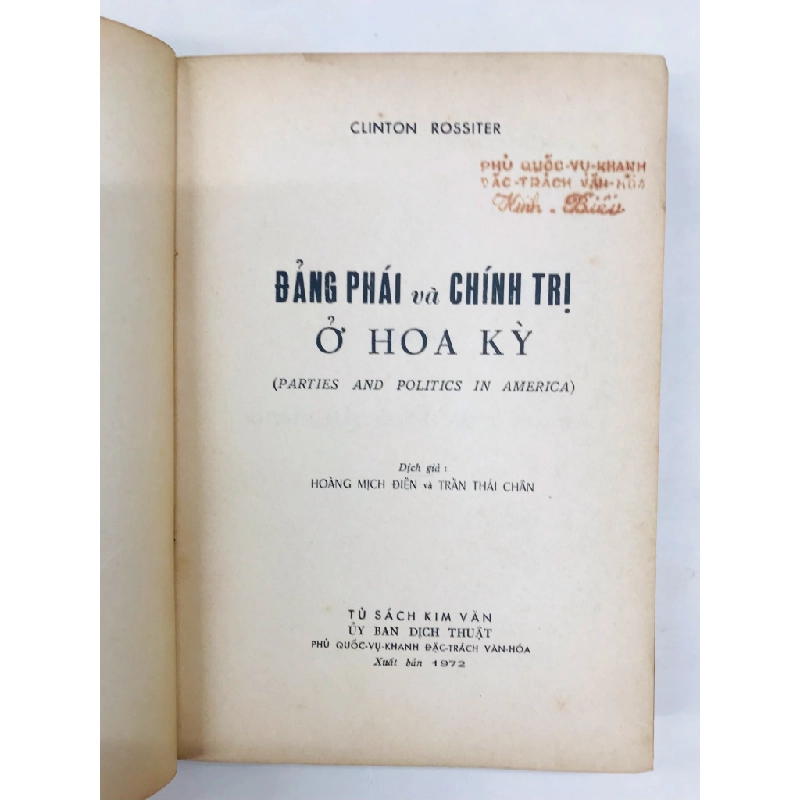 CLINTON ROSSITER
PHỦ QUỐC-VỤ-KHANH
ĐẶC-TRÁCH VĂN-HÓA
Kính - Biếu
ĐẢNG PHÁI và CHÍNH TRỊ
Ở HOA KỲ
(PARTIES AND POLITICS IN AMERICA)
Dịch giả :
HOÀNG MỊCH ĐIỀN và TRẦN THÁI CHÂN
TỦ SÁCH KIM VĂN
ỦY BAN DỊCH THUẬT
PHỦ QUỐC-VỤ-KHANH ĐẶC-TRÁCH VĂN-HÓA
Xuất bản 1972